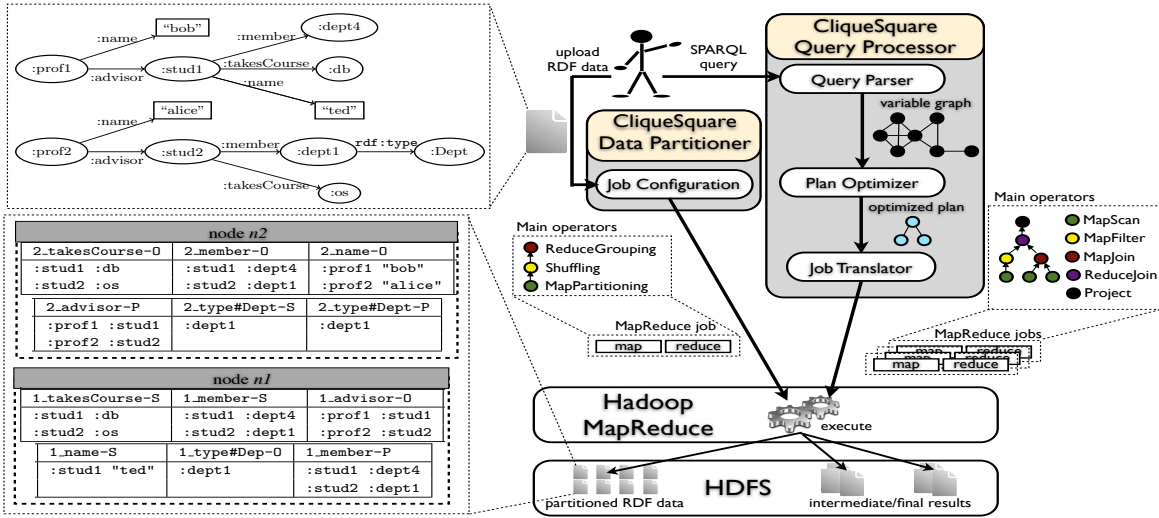 :dept4
"bob"
:name
:member
:prof1
:advisor
:stud1
:takesCourse
:db
:name
"alice"
"ted"
:name
:prof2
:advisor
:stud2
:member
:dept1
rdf:type
:Dept
:takesCourse
:os
upload
RDF data
SPARQL
query
CliqueSquare
Data Partitioner
Job Configuration
CliqueSquare
Query Processor
Query Parser
variable graph
Plan Optimizer
optimized plan
Job Translator
Main operators
ReduceGrouping
Shuffling
MapPartitioning
MapReduce job
map reduce
Main operators
MapScan
MapFilter
MapJoin
ReduceJoin
Project
MapReduce jobs
map reduce
map reduce
map reduce
node n2
2_takesCourse-O 2_member-O 2_name-O
:stud1 :db :stud1 :dept4 :prof1 "bob"
:stud2 :os :stud2 :dept1 :prof2 "alice"
2_advisor-P 2_type#Dept-S 2_type#Dept-P
:prof1 :stud1 :dept1 :dept1
:prof2 :stud2
node n1
1_takesCourse-S 1_member-S 1_advisor-O
:stud1 :db :stud1 :dept4 :prof1 :stud1
:stud2 :os :stud2 :dept1 :prof2 :stud2
1_name-S 1_type#Dep-O 1_member-P
:stud1 "ted" :dept1 :stud1 :dept4
:stud2 :dept1
Hadoop
MapReduce
execute
HDFS
partitioned RDF data
intermediate/final results